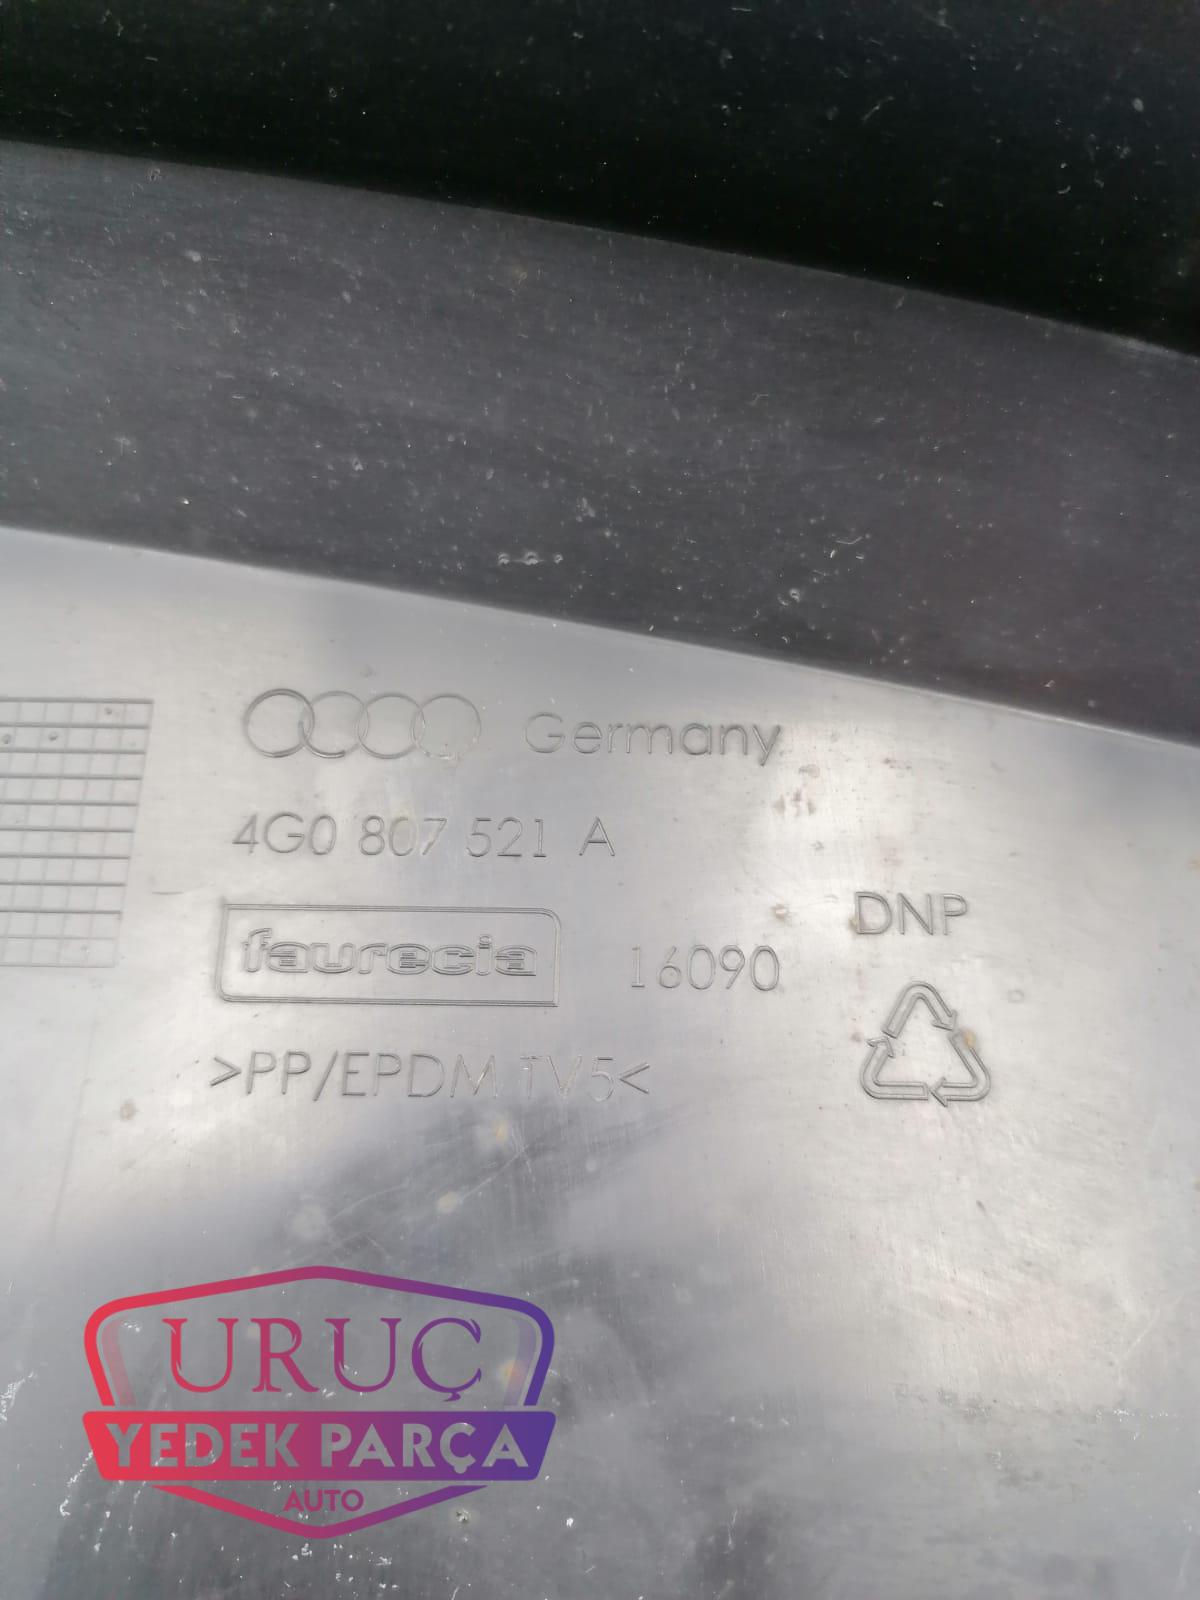 Germany
4G0 807 521 A
DNP
faurecia
16090
>PP/EPDM TV5<
URUÇ
YEDEK PARÇA
AUTO